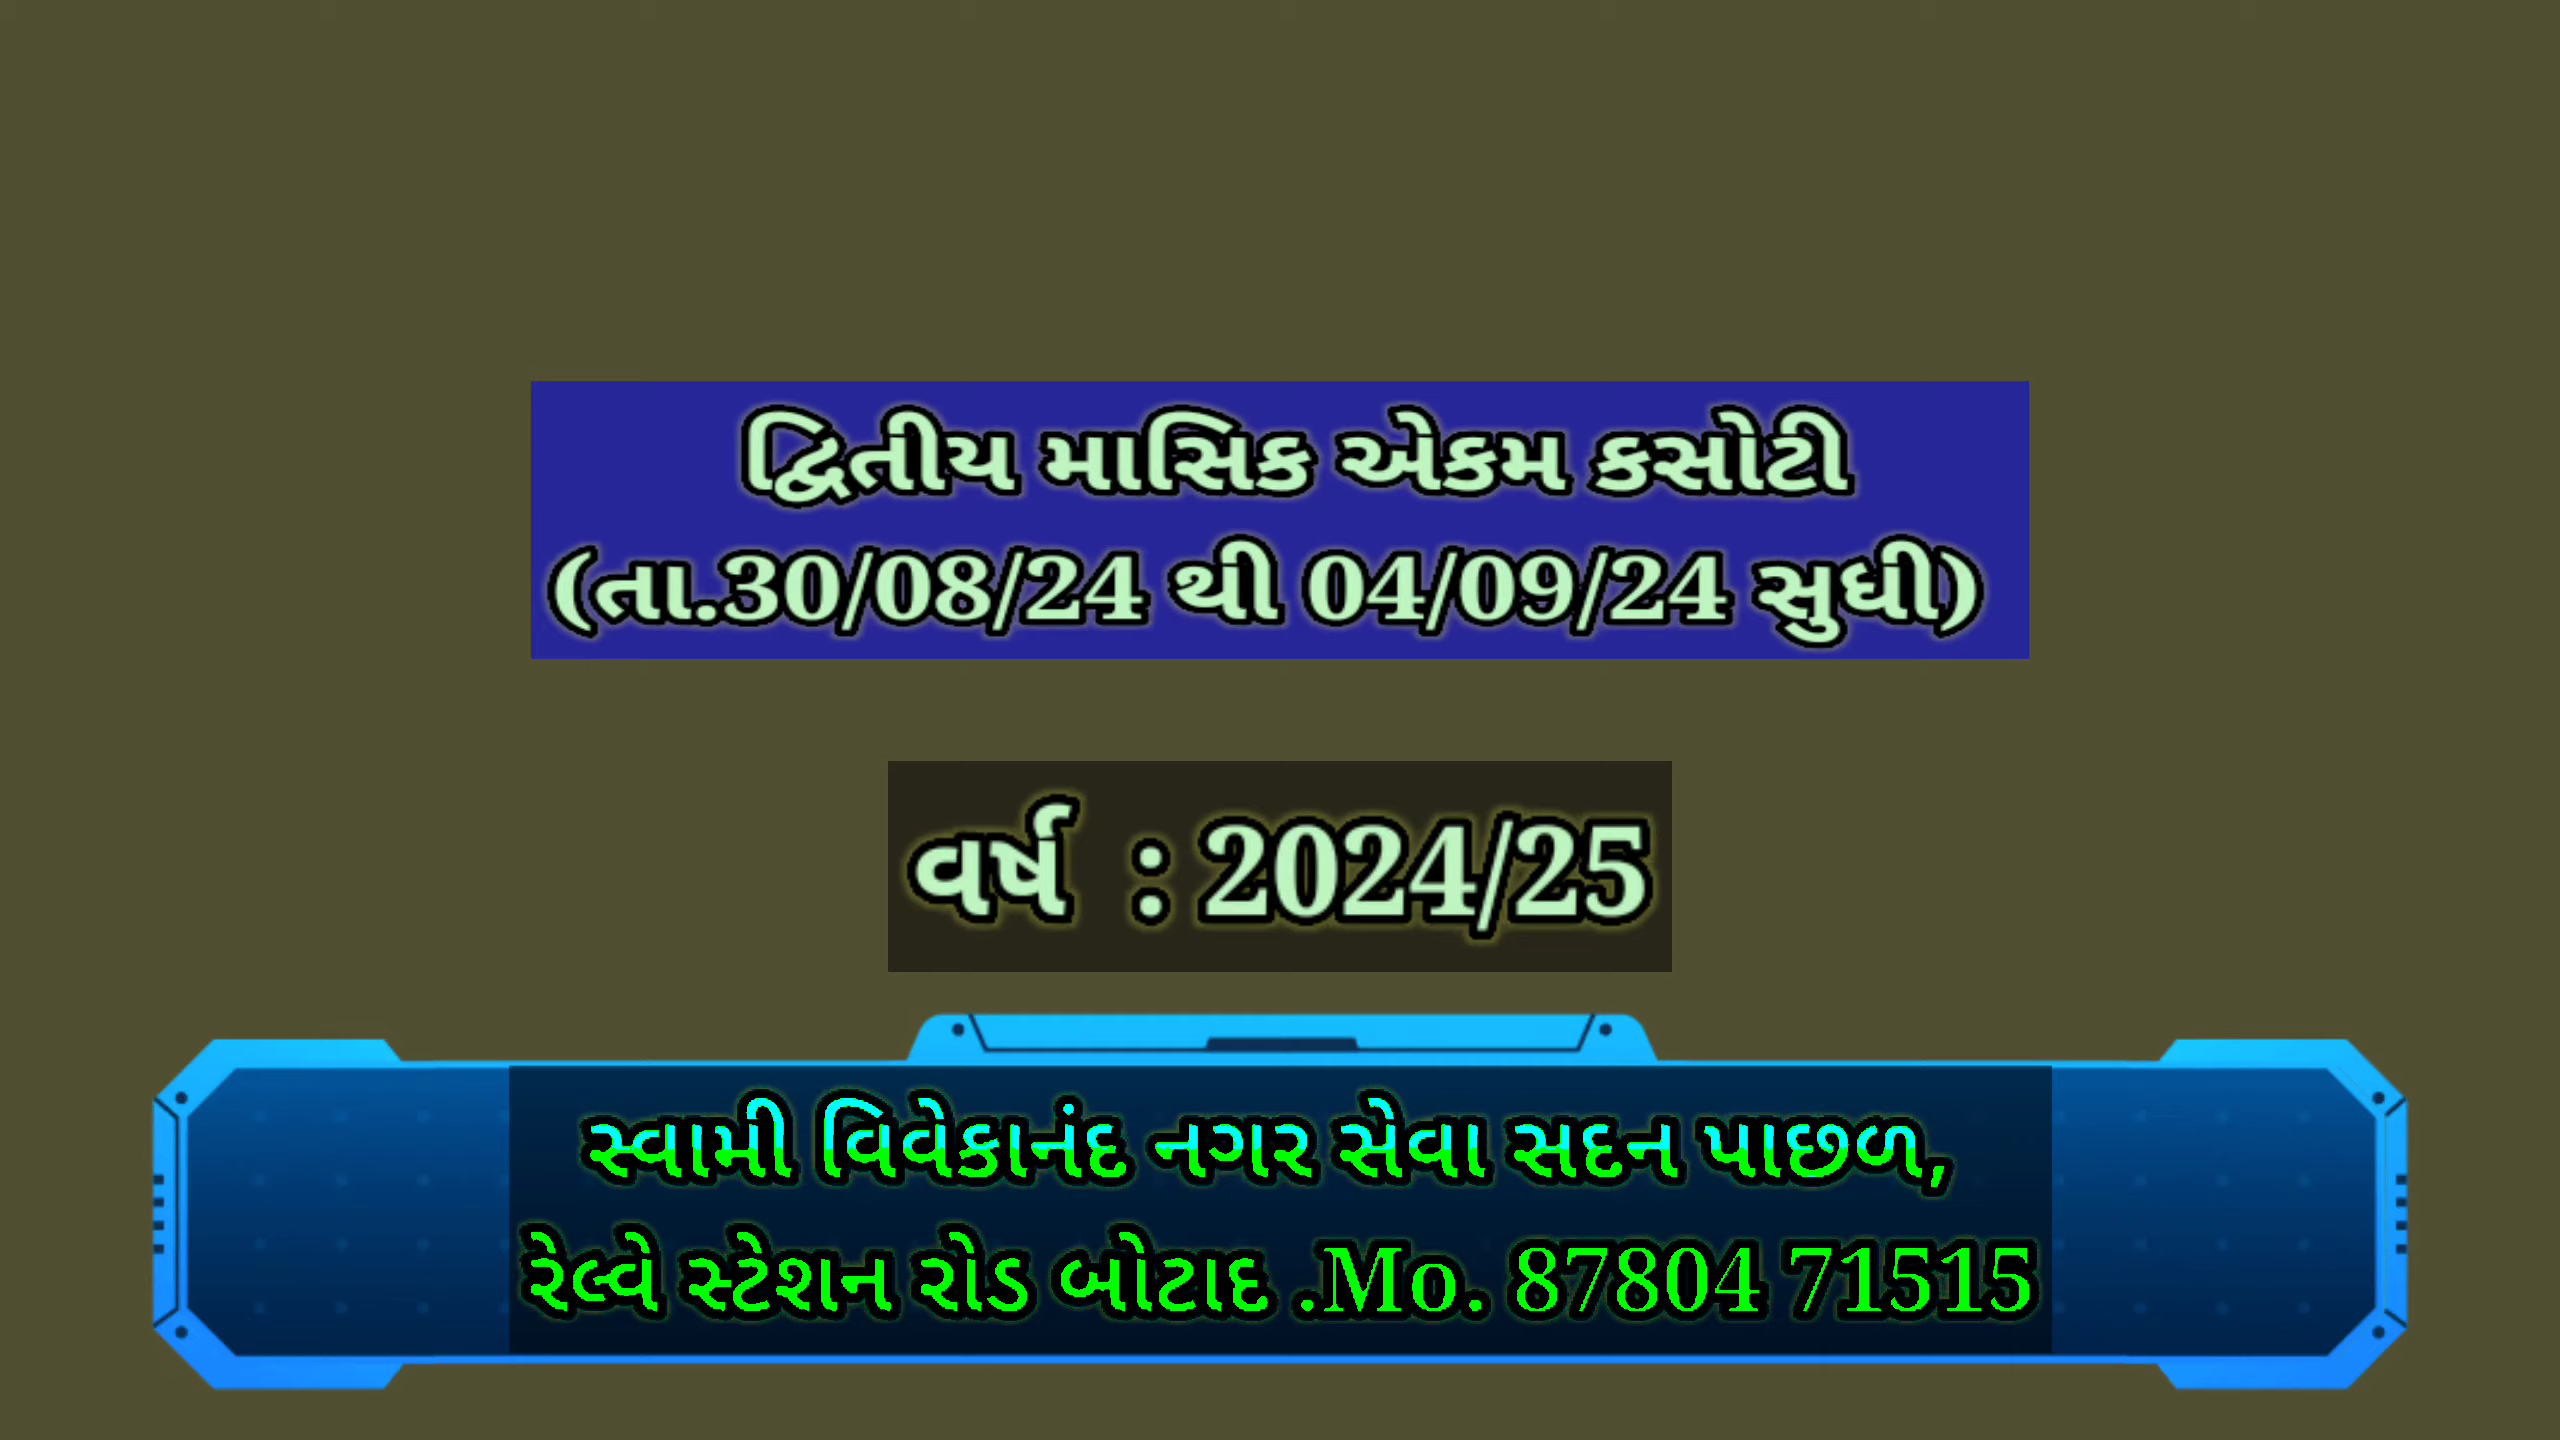 દ્વિતીય માસિક એકમ કસોટી
(તા.30/08/24 થી 04/09/24 સુધી)
વર્ષ : 2024/25
સ્વામી વિવેકાનંદ નગર સેવા સદન પાછળ,
રેલ્વે સ્ટેશન રોડ બોટાદ .Mo. 87804 71515